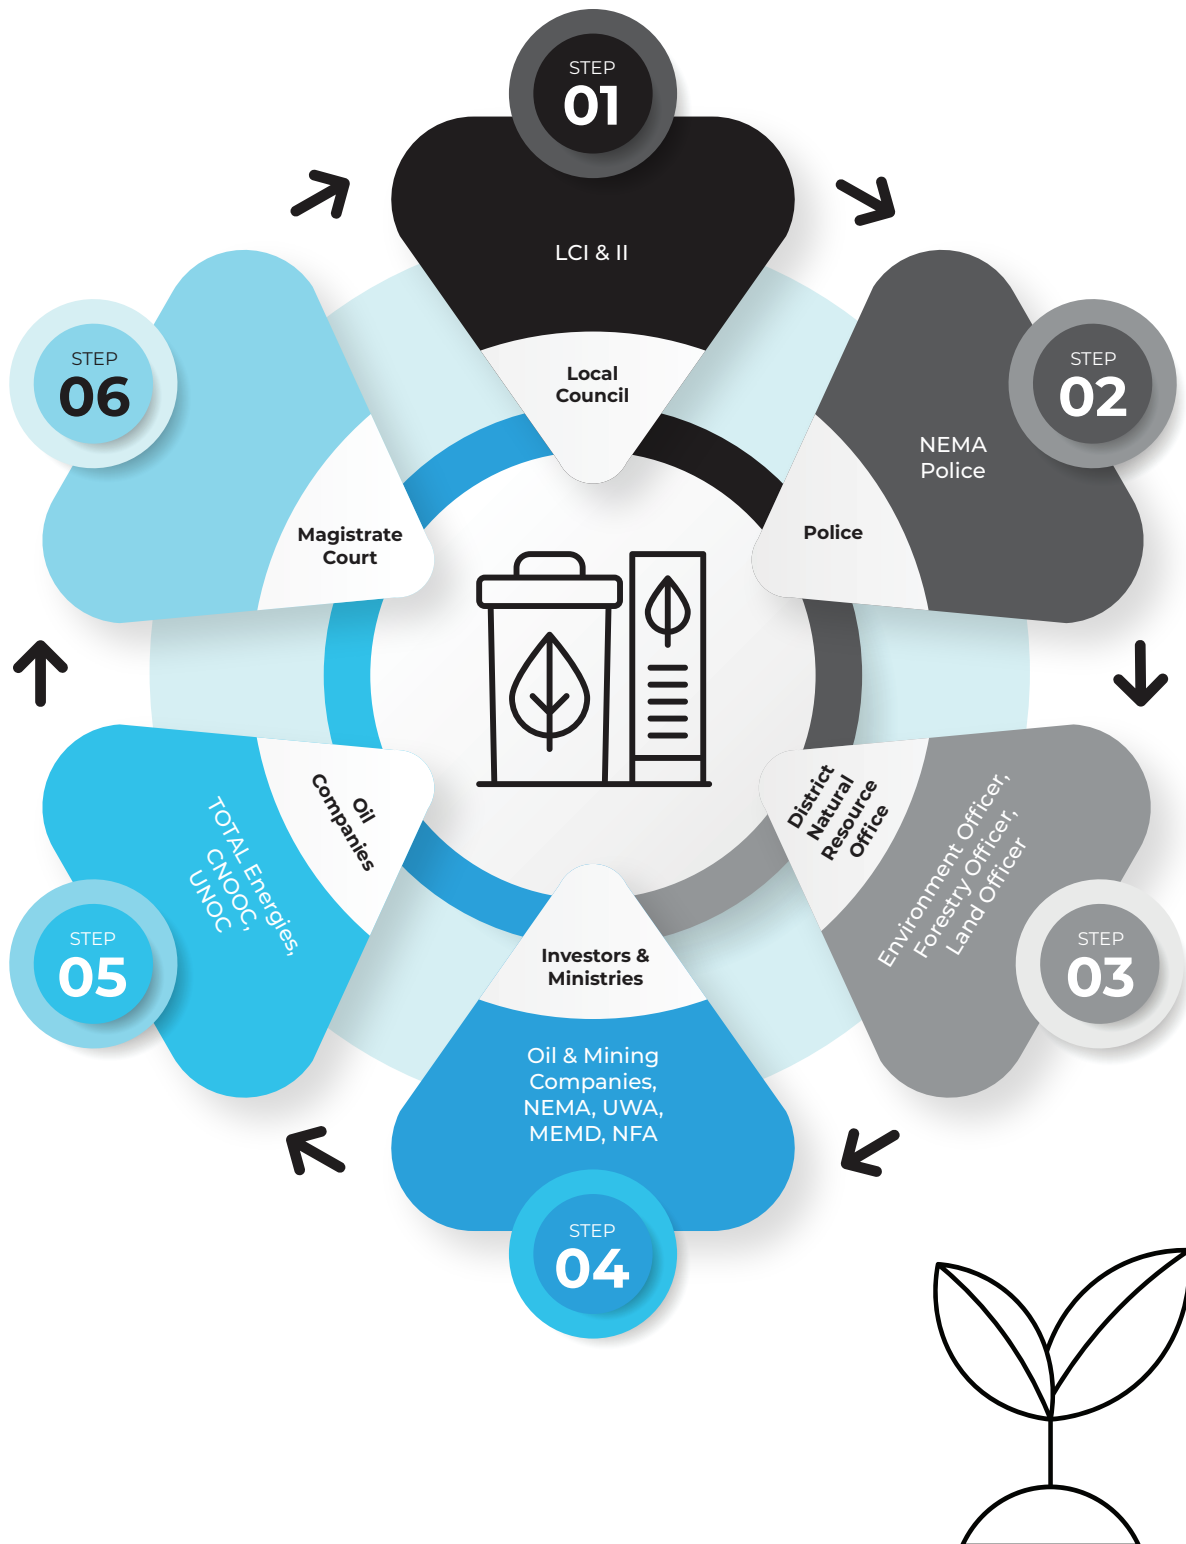 STEP
01
LCI & II
Local
Council
STEP
02
NEMA
Police
Police
STEP
03
District
Natural
Resource
Office
Environment Officer,
Forestry Officer,
Land Officer
STEP
04
Investors &
Ministries
Oil & Mining
Companies,
NEMA, UWA,
MEMD, NFA
STEP
05
Oil
Companies
TOTAL Energies,
CNOOC,
UNOC
STEP
06
Magistrate
Court